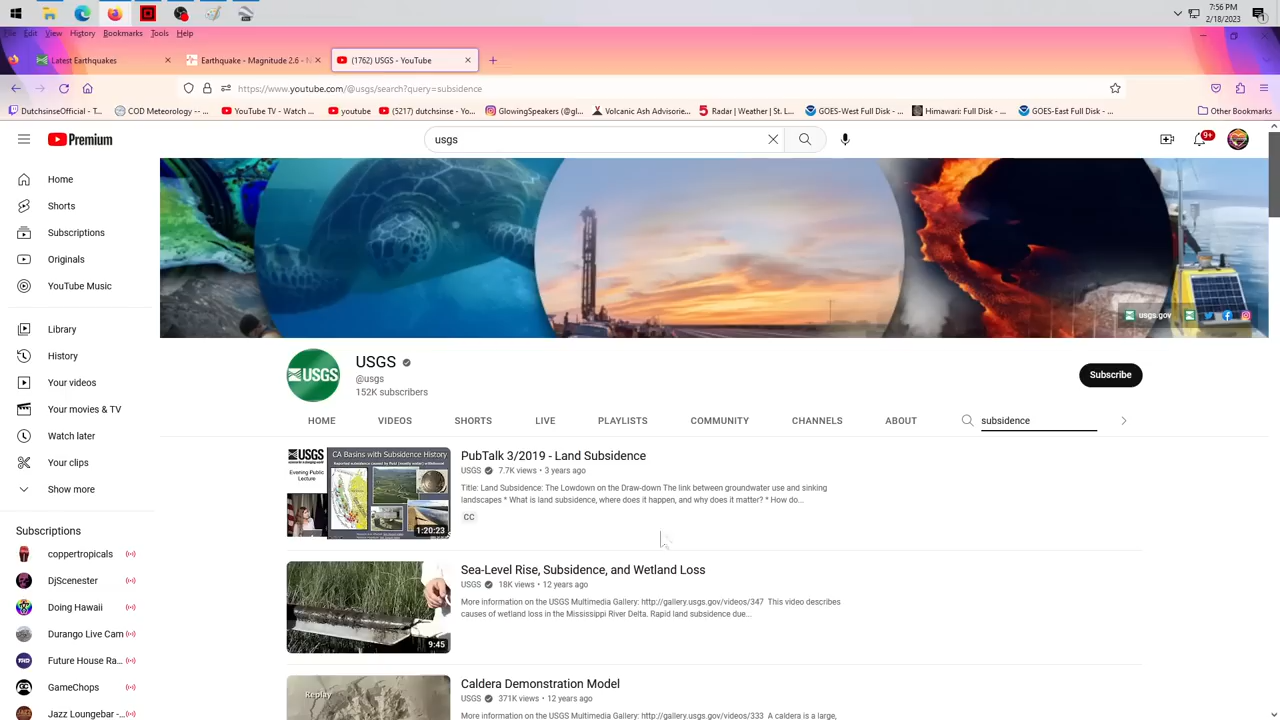 7:56 PM
2/18/2023
File Edit View History Bookmarks Tools Help
Latest Earthquakes
Earthquake - Magnitude 2.6 - N
(1762) USGS - YouTube
https://www.youtube.com/@usgs/search?query=subsidence
DutchsinseOfficial - T...
COD Meteorology -- ...
YouTube TV - Watch ...
youtube
(5217) dutchsinse - Yo...
GlowingSpeakers (@gl...
Volcanic Ash Advisorie...
Radar | Weather | St. L...
GOES-West Full Disk - ...
Himawari: Full Disk - ...
GOES-East Full Disk - ...
Other Bookmarks
Premium
usgs
9+
Home
Shorts
Subscriptions
Originals
YouTube Music
Library
History
Your videos
Your movies & TV
Watch later
Your clips
Show more
Subscriptions
coppertropicals
DjScenester
Doing Hawaii
Durango Live Cam
Future House Ra...
GameChops
Jazz Loungebar -...
usgs.gov
USGS
USGS
@usgs
152K subscribers
Subscribe
HOME VIDEOS SHORTS LIVE PLAYLISTS COMMUNITY CHANNELS ABOUT subsidence
USGS
Evening Public
Lecture
CA Basins with Subsidence History
1:20:23
PubTalk 3/2019 - Land Subsidence
USGS 7.7K views • 3 years ago
Title: Land Subsidence: The Lowdown on the Draw-down The link between groundwater use and sinking
landscapes * What is land subsidence, where does it happen, and why does it matter? * How do...
CC
9:45
Sea-Level Rise, Subsidence, and Wetland Loss
USGS 18K views • 12 years ago
More information on the USGS Multimedia Gallery: http://gallery.usgs.gov/videos/347 This video describes
causes of wetland loss in the Mississippi River Delta. Rapid land subsidence due...
Replay
Caldera Demonstration Model
USGS 371K views • 12 years ago
More information on the USGS Multimedia Gallery: http://gallery.usgs.gov/videos/333 A caldera is a large,